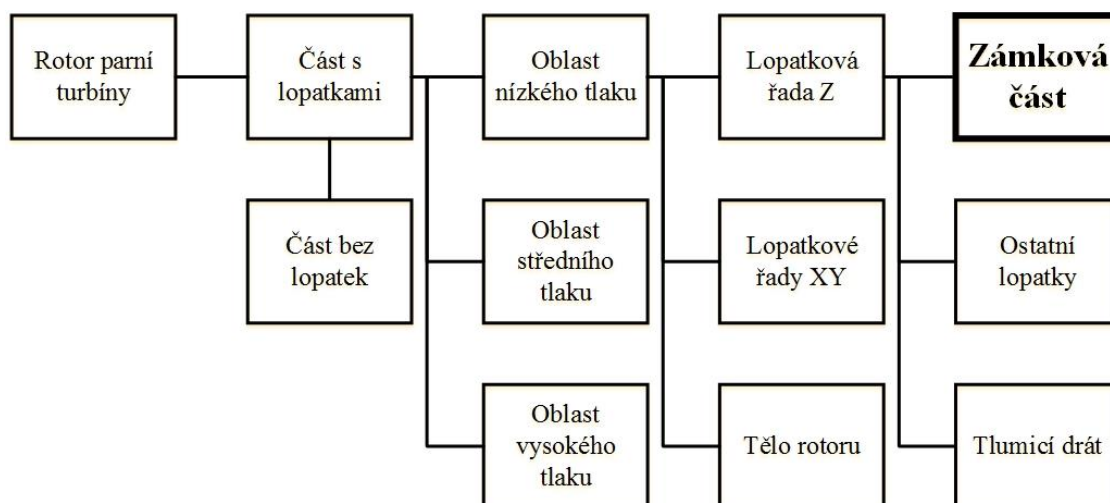 Rotor parní
turbíny
Část s
lopatkami
Oblast
nízkého tlaku
Lopatková
řada Z
Zámková
část
Část bez
lopatek
Oblast
středního
tlaku
Lopatkové
řady XY
Ostatní
lopatky
Oblast
vysokého
tlaku
Tělo rotoru
Tlumicí drát